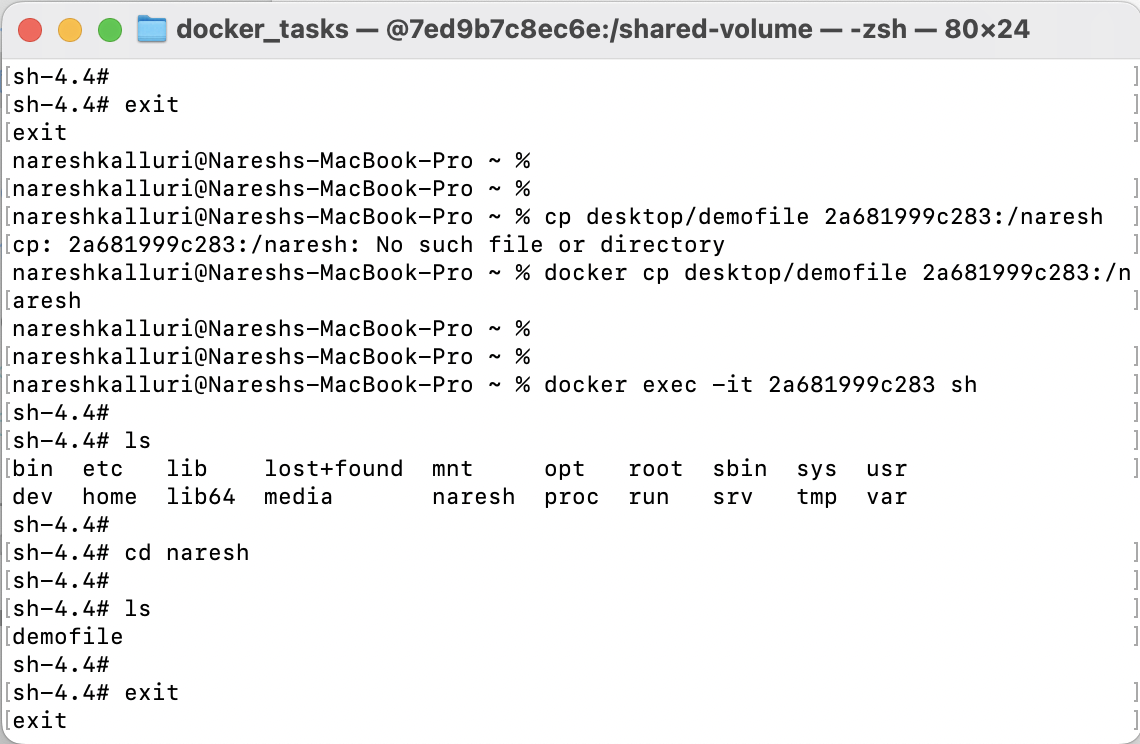 docker_tasks — @7ed9b7c8ec6e:/shared-volume — -zsh — 80×24
[sh-4.4# ]
[sh-4.4# exit ]
[exit ]
nareshkalluri@Nareshs-MacBook-Pro ~ %
[nareshkalluri@Nareshs-MacBook-Pro ~ % ]
[nareshkalluri@Nareshs-MacBook-Pro ~ % cp desktop/demofile 2a681999c283:/naresh ]
[cp: 2a681999c283:/naresh: No such file or directory ]
nareshkalluri@Nareshs-MacBook-Pro ~ % docker cp desktop/demofile 2a681999c283:/n
[aresh ]
nareshkalluri@Nareshs-MacBook-Pro ~ %
[nareshkalluri@Nareshs-MacBook-Pro ~ % ]
[nareshkalluri@Nareshs-MacBook-Pro ~ % docker exec -it 2a681999c283 sh ]
[sh-4.4# ]
[sh-4.4# ls ]
[bin  etc   lib    lost+found  mnt     opt   root  sbin  sys  usr ]
dev  home  lib64  media       naresh  proc  run   srv   tmp  var
sh-4.4#
[sh-4.4# cd naresh ]
[sh-4.4# ]
[sh-4.4# ls ]
[demofile ]
sh-4.4#
[sh-4.4# exit ]
[exit ]